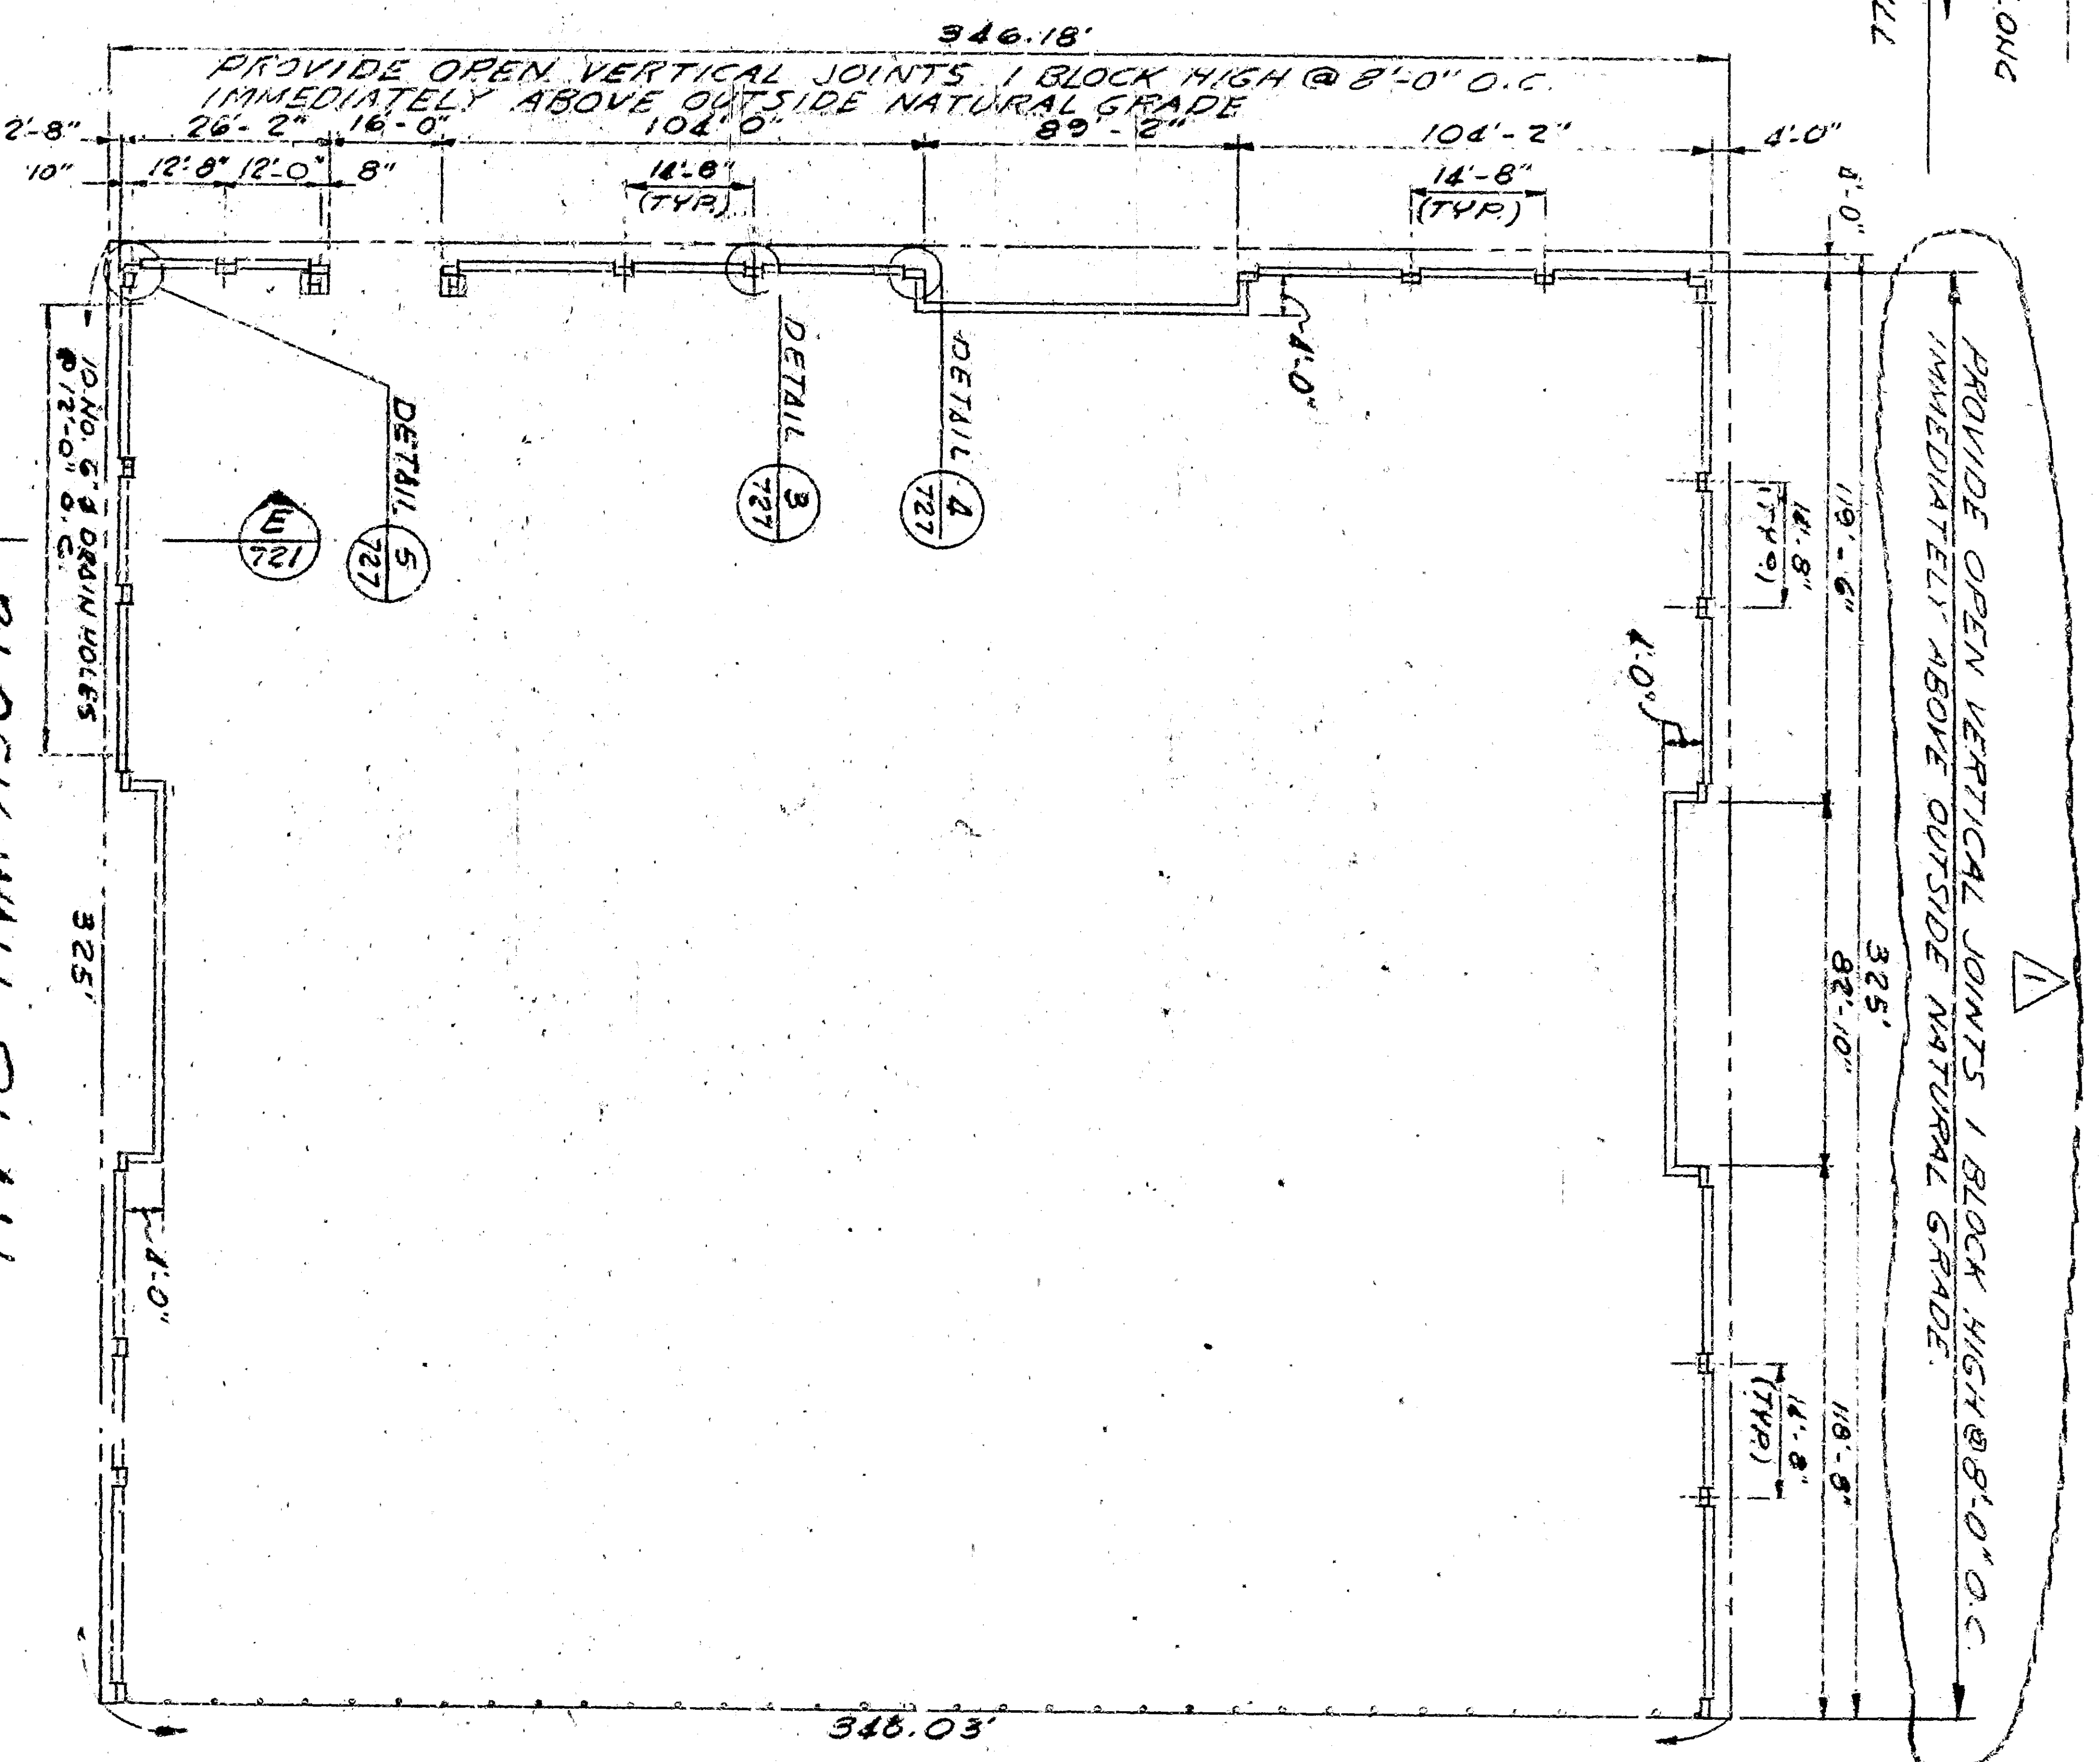 346.18'
PROVIDE OPEN VERTICAL JOINTS 1 BLOCK HIGH @ 8'-0" O.C.
IMMEDIATELY ABOVE OUTSIDE NATURAL GRADE
2'-8" 26'-2" 16'-0" 104'0" 89'-2" 104'-2" 4'-0"
10" 12'-8" 12'-0" 8" 14'-8" 14'-8"
(TYP.) (TYP.)
4'-0"
DETAIL 5
727
DETAIL 3
727
DETAIL 4
727
E
721
10 NO. 6"φ DRAIN HOLES
@ 12'-0" O.C.
4'-0"
14'-8"
(TYP.)
119'-6"
4'-0"
325'
82'-10"
325'
4'-0"
14'-8"
(TYP.)
118'-8"
PROVIDE OPEN VERTICAL JOINTS 1 BLOCK HIGH @ 8'-0" O.C.
IMMEDIATELY ABOVE OUTSIDE NATURAL GRADE.
1
346.03'